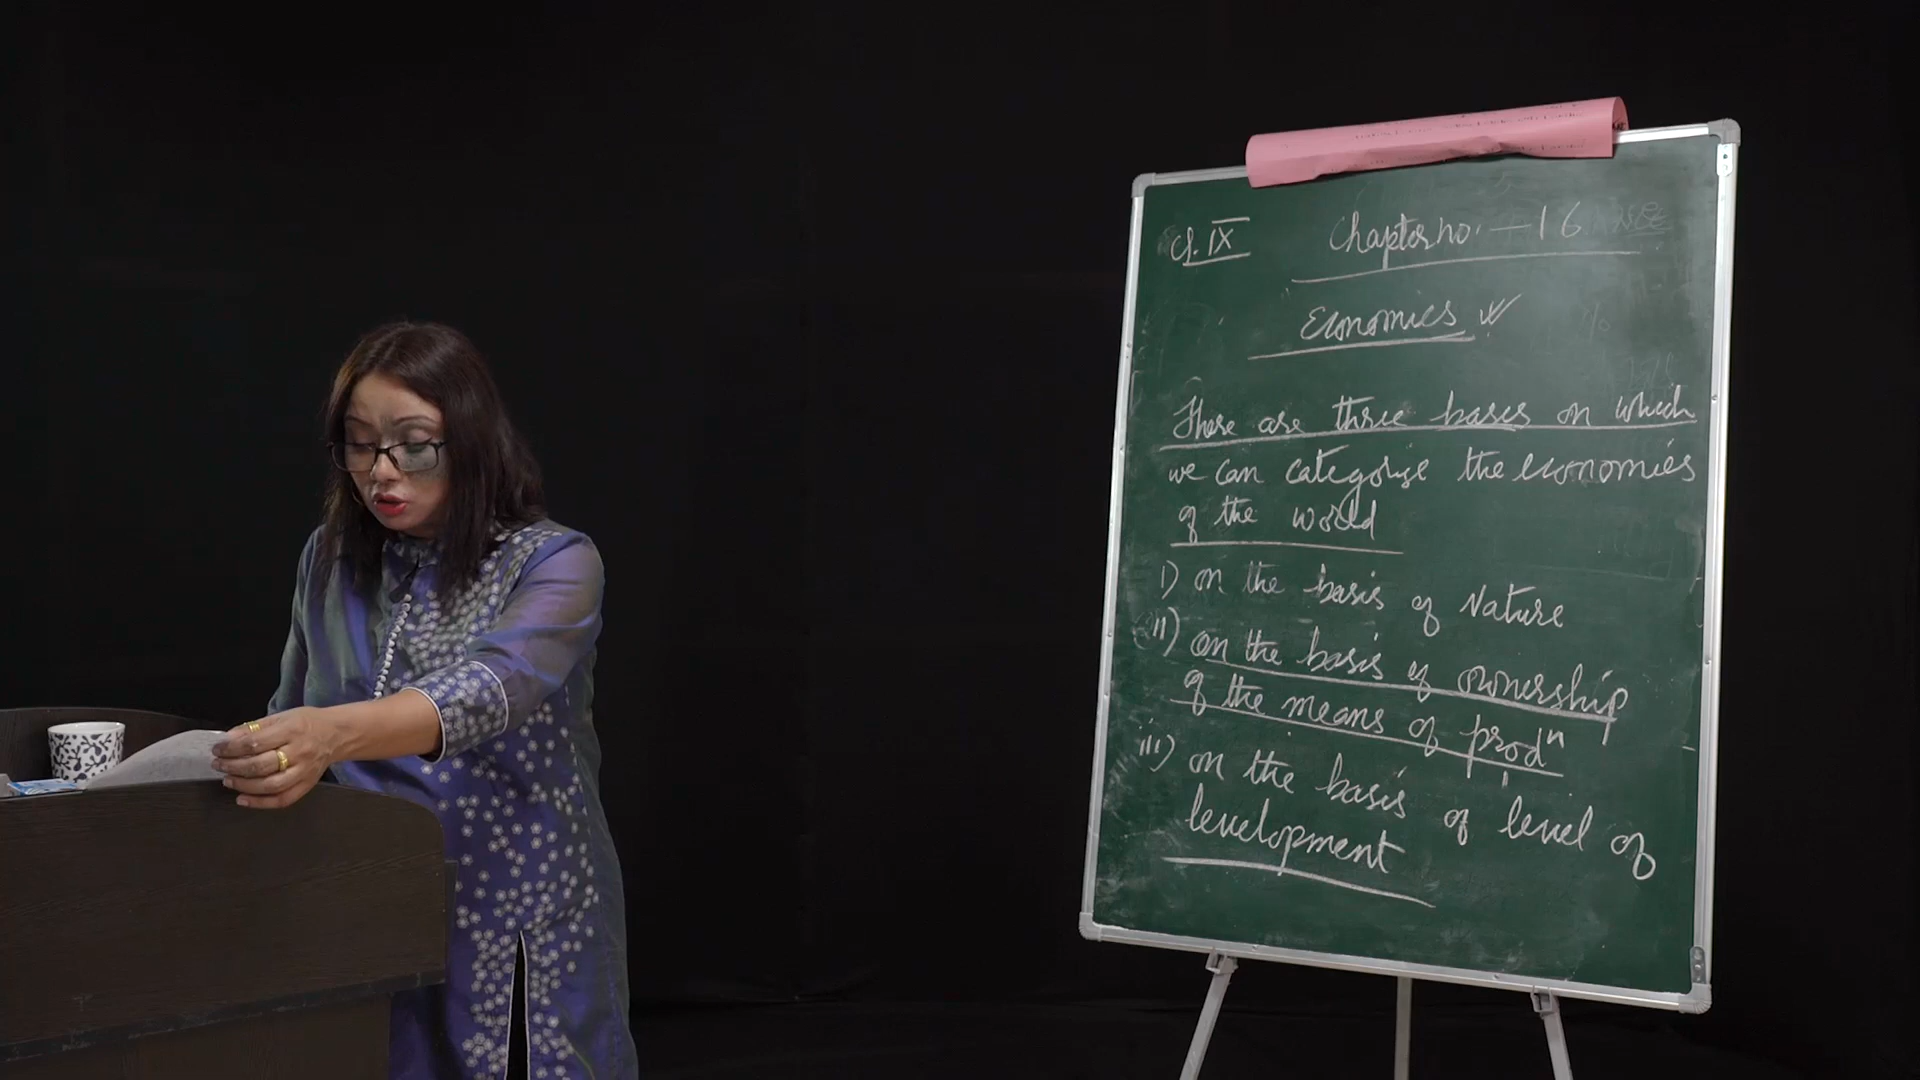 Cl. IX
Chapter no. – 16
Economics
There are three bases on which
we can categorise the economies
of the world
i) on the basis of Nature
ii) on the basis of ownership
of the means of prodⁿ
iii) on the basis of level of
development